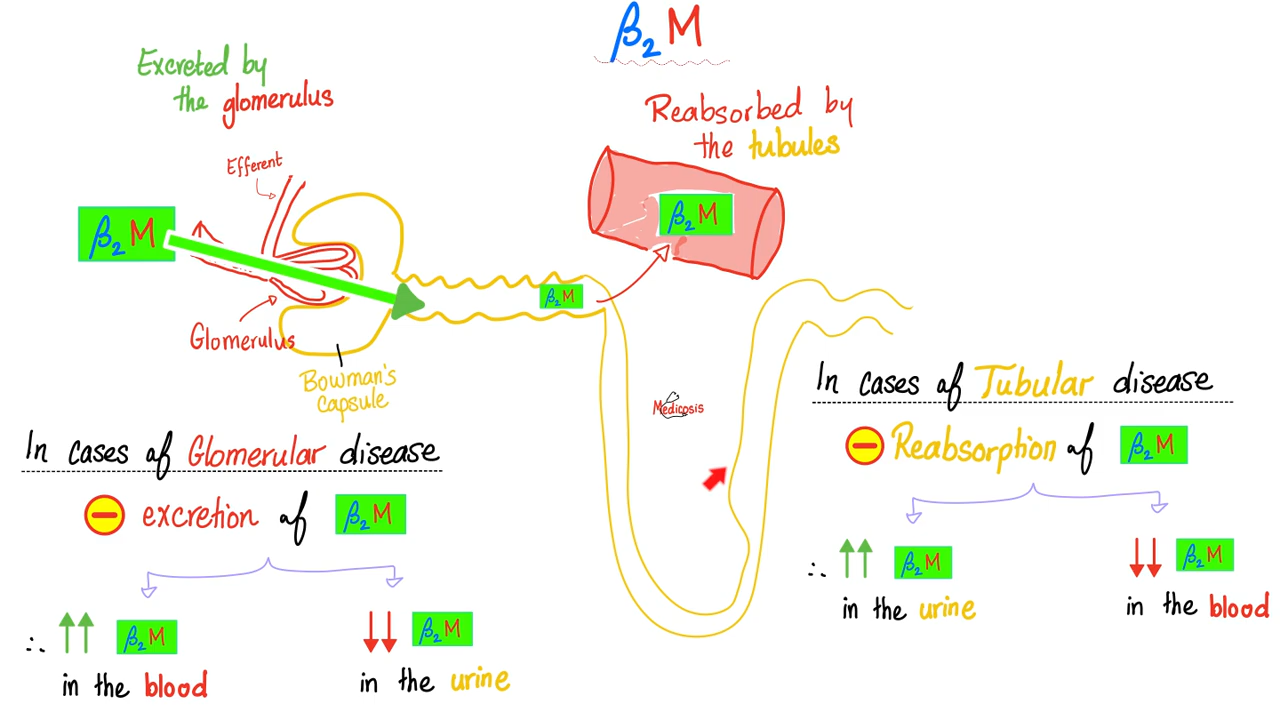 β₂M
Excreted by
the glomerulus
Reabsorbed by
the tubules
Efferent
β₂M
β₂M
β₂M
Glomerulus
Bowman's
capsule
Medicosis
In cases of Glomerular disease
− excretion of β₂M
∴ ↑↑ β₂M
in the blood
↓↓ β₂M
in the urine
In cases of Tubular disease
− Reabsorption of β₂M
∴ ↑↑ β₂M
in the urine
↓↓ β₂M
in the blood